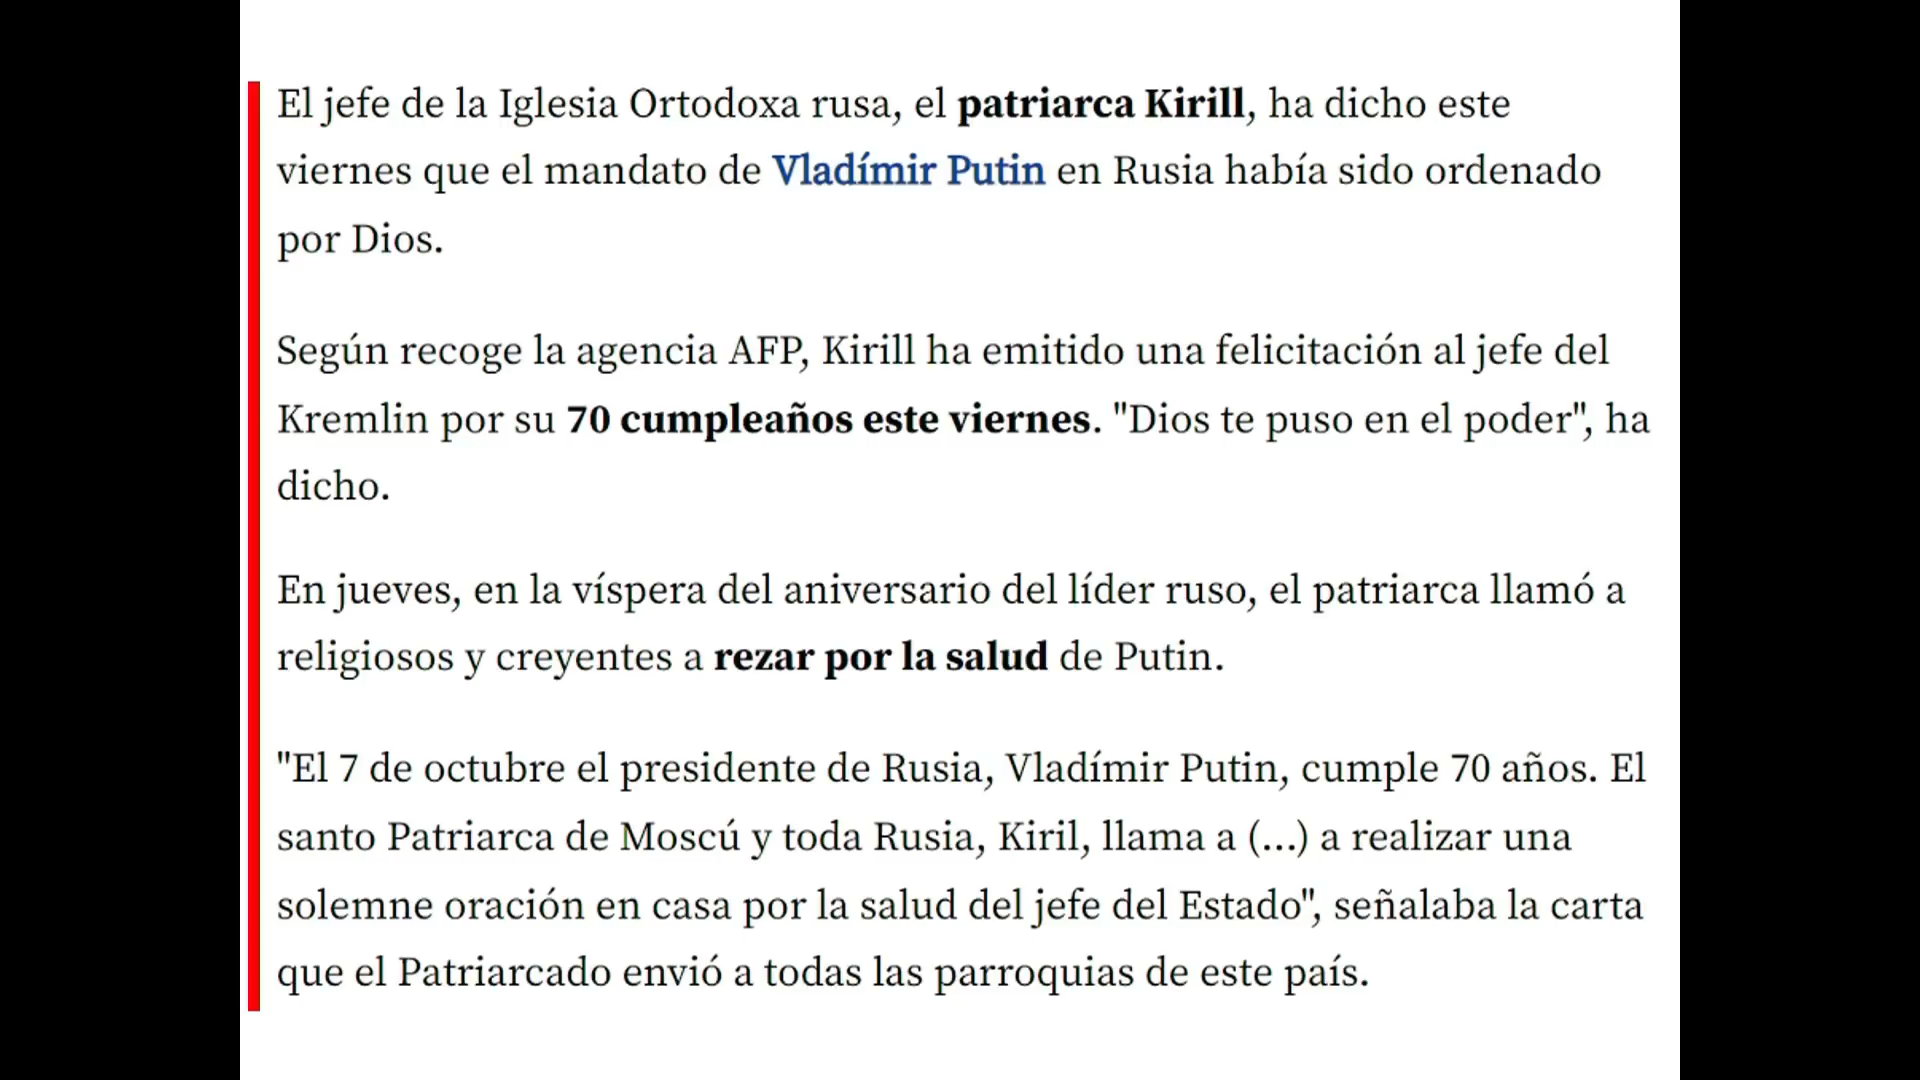 El jefe de la Iglesia Ortodoxa rusa, el patriarca Kirill, ha dicho este
viernes que el mandato de Vladímir Putin en Rusia había sido ordenado
por Dios.
Según recoge la agencia AFP, Kirill ha emitido una felicitación al jefe del
Kremlin por su 70 cumpleaños este viernes. "Dios te puso en el poder", ha
dicho.
En jueves, en la víspera del aniversario del líder ruso, el patriarca llamó a
religiosos y creyentes a rezar por la salud de Putin.
"El 7 de octubre el presidente de Rusia, Vladímir Putin, cumple 70 años. El
santo Patriarca de Moscú y toda Rusia, Kiril, llama a (...) a realizar una
solemne oración en casa por la salud del jefe del Estado", señalaba la carta
que el Patriarcado envió a todas las parroquias de este país.